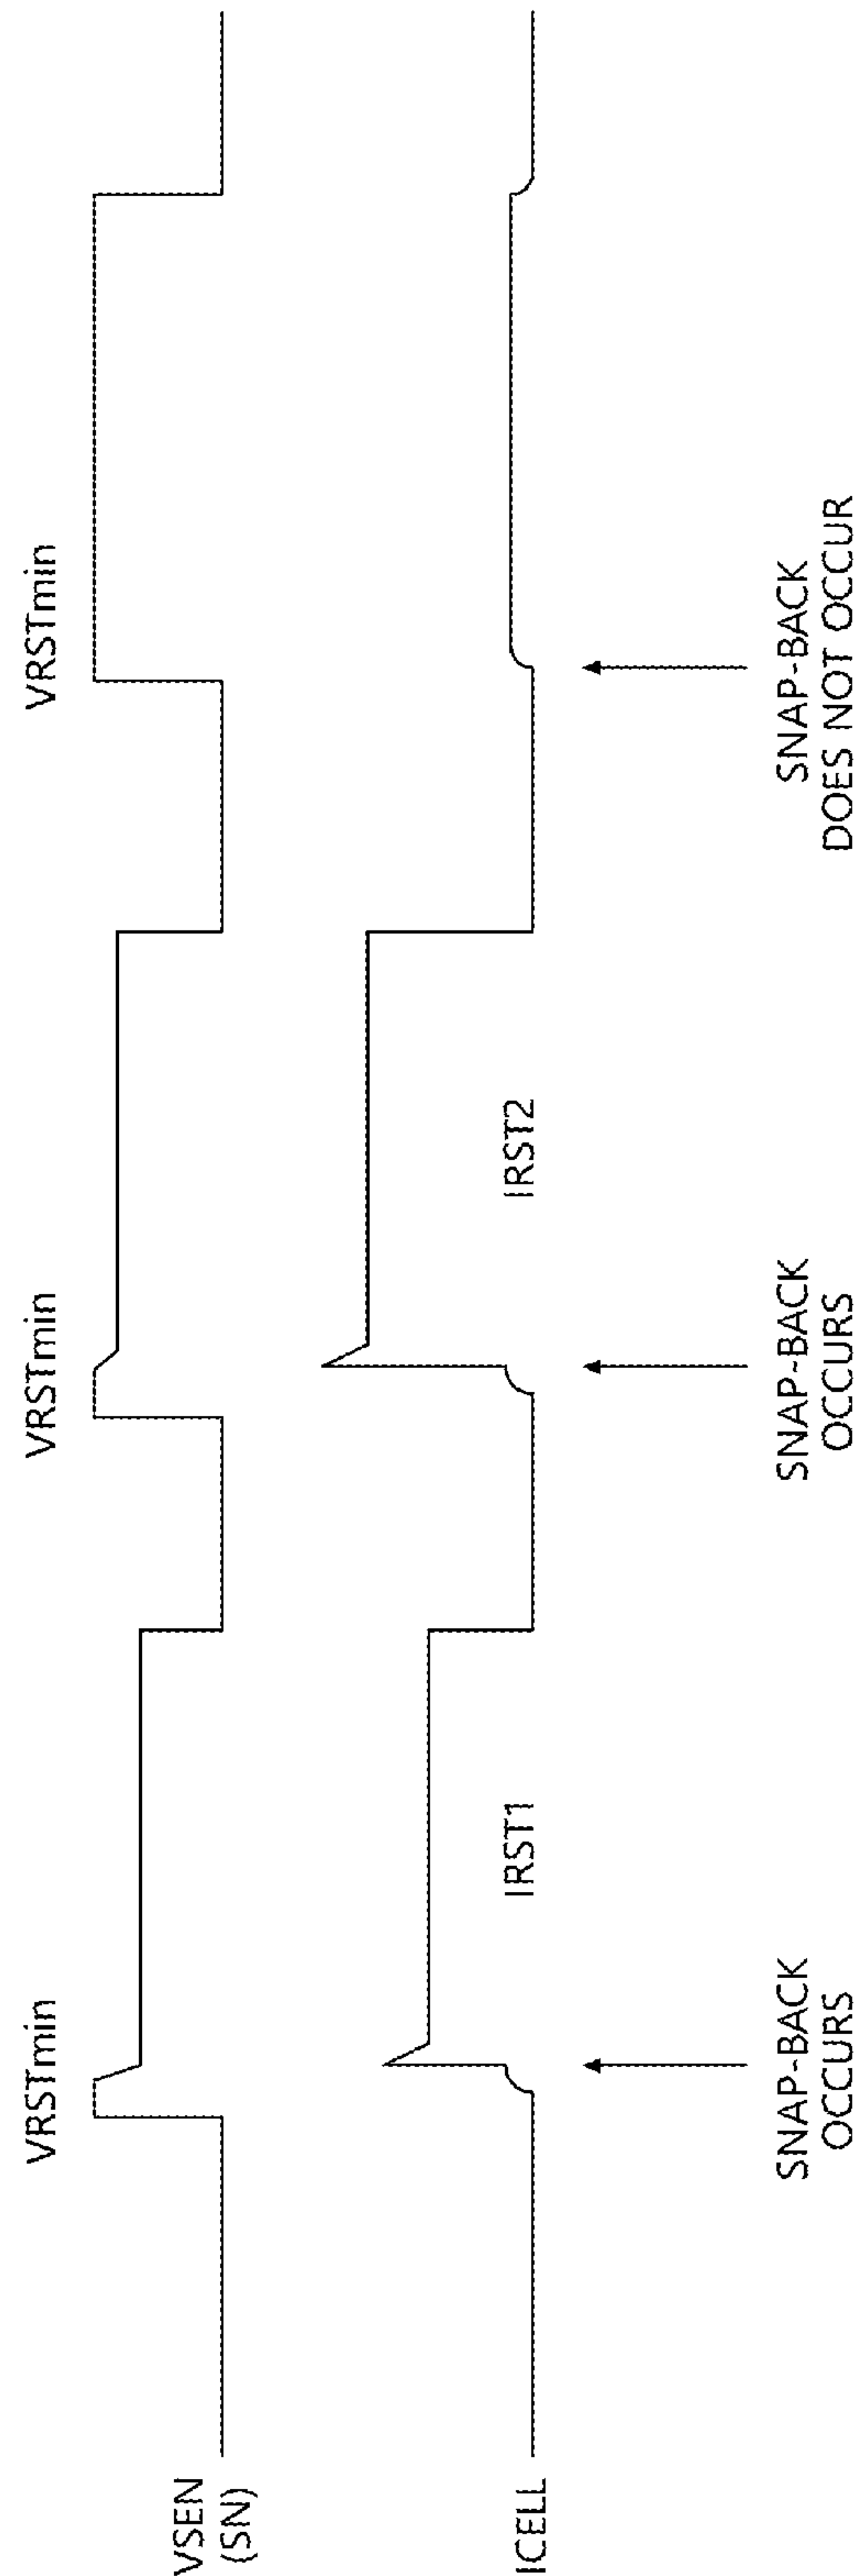 VRSTmin
VRSTmin
VRSTmin
VSEN
(SN)
IRST1
IRST2
ICELL
SNAP-BACK
OCCURS
SNAP-BACK
OCCURS
SNAP-BACK
DOES NOT OCCUR